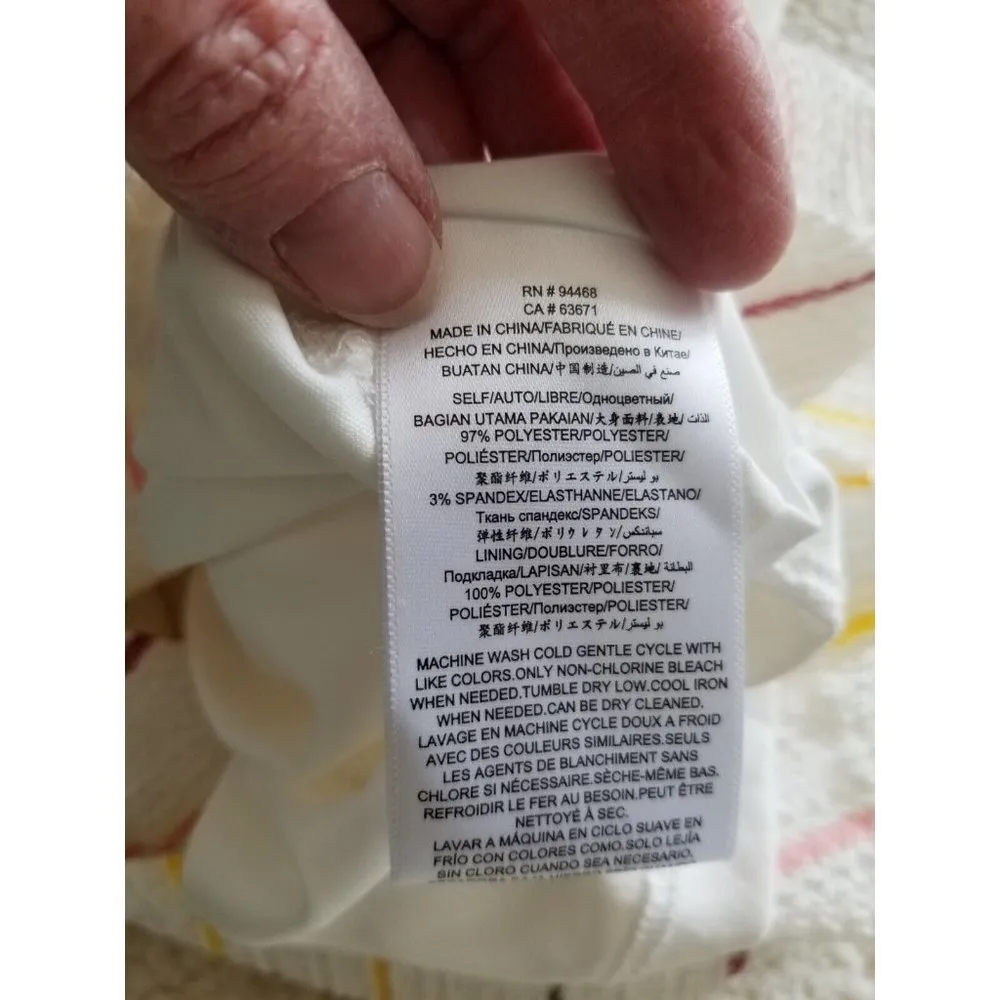 RN # 94468
CA # 63671
MADE IN CHINA/FABRIQUÉ EN CHINE/
HECHO EN CHINA/Произведено в Китае/
BUATAN CHINA/中国制造/صنع في الصين
SELF/AUTO/LIBRE/Одноцветный/
BAGIAN UTAMA PAKAIAN/大身面料/表地/الذات
97% POLYESTER/POLYESTER/
POLIÉSTER/Полиэстер/POLIESTER/
聚酯纤维/ポリエステル/بو ليستر
3% SPANDEX/ELASTHANNE/ELASTANO/
Ткань спандекс/SPANDEKS/
弹性纤维/ポリウレタン/سباندكس
LINING/DOUBLURE/FORRO/
Подкладка/LAPISAN/衬里布/裏地/البطانة
100% POLYESTER/POLIESTER/
POLIÉSTER/Полиэстер/POLIESTER/
聚酯纤维/ポリエステル/بو ليستر
MACHINE WASH COLD GENTLE CYCLE WITH
LIKE COLORS.ONLY NON-CHLORINE BLEACH
WHEN NEEDED.TUMBLE DRY LOW.COOL IRON
WHEN NEEDED.CAN BE DRY CLEANED.
LAVAGE EN MACHINE CYCLE DOUX A FROID
AVEC DES COULEURS SIMILAIRES.SEULS
LES AGENTS DE BLANCHIMENT SANS
CHLORE SI NÉCESSAIRE.SÈCHE-MÊME BAS.
REFROIDIR LE FER AU BESOIN.PEUT ÊTRE
NETTOYÉ À SEC.
LAVAR A MÁQUINA EN CICLO SUAVE EN
FRÍO CON COLORES COMO.SOLO LEJÍA
SIN CLORO CUANDO SEA NECESARIO.